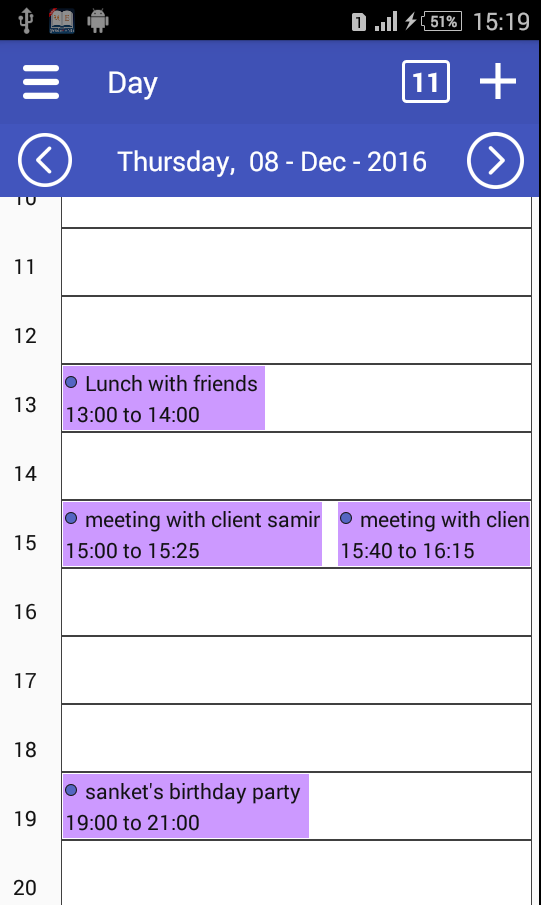 1 51% 15:19
Day 11
Thursday, 08 - Dec - 2016
10
11
12
Lunch with friends
13 13:00 to 14:00
14
meeting with client samir meeting with clien
15 15:00 to 15:25 15:40 to 16:15
16
17
18
sanket's birthday party
19 19:00 to 21:00
20